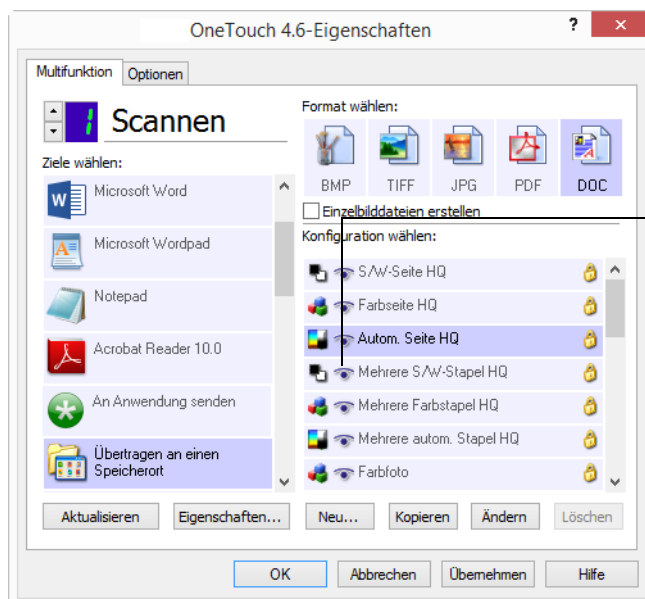 OneTouch 4.6-Eigenschaften
?
Multifunktion
Optionen
1
Scannen
Ziele wählen:
Microsoft Word
Microsoft Wordpad
Notepad
Acrobat Reader 10.0
An Anwendung senden
Übertragen an einen
Speicherort
Aktualisieren
Eigenschaften...
Format wählen:
BMP
TIFF
JPG
PDF
DOC
Einzelbilddateien erstellen
Konfiguration wählen:
S/W-Seite HQ
Farbseite HQ
Autom. Seite HQ
Mehrere S/W-Stapel HQ
Mehrere Farbstapel HQ
Mehrere autom. Stapel HQ
Farbfoto
Neu...
Kopieren
Ändern
Löschen
OK
Abbrechen
Übernehmen
Hilfe